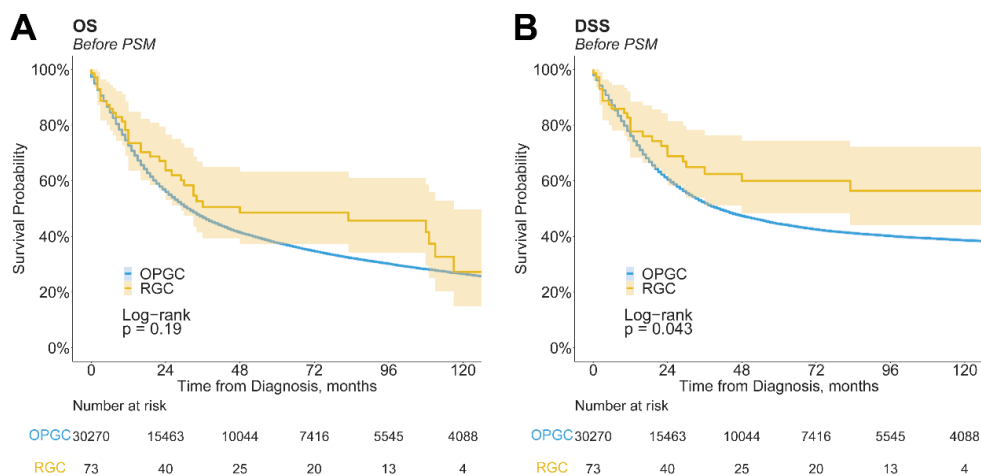 A
OS
Before PSM
100%
80%
60%
40%
20%
0%
Survival Probability
OPGC
RGC
Log-rank
p = 0.19
0 24 48 72 96 120
Time from Diagnosis, months
Number at risk
OPGC 30270 15463 10044 7416 5545 4088
RGC 73 40 25 20 13 4
B
DSS
Before PSM
100%
80%
60%
40%
20%
0%
Survival Probability
OPGC
RGC
Log-rank
p = 0.043
0 24 48 72 96 120
Time from Diagnosis, months
Number at risk
OPGC 30270 15463 10044 7416 5545 4088
RGC 73 40 25 20 13 4